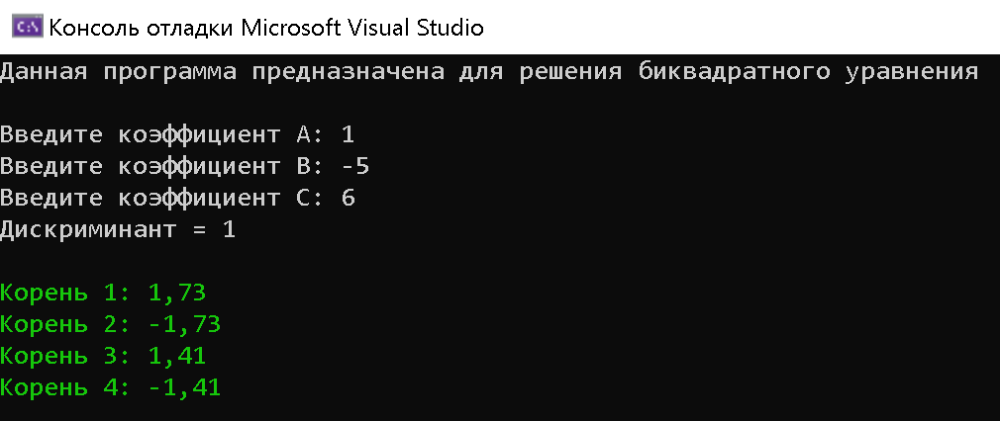 Консоль отладки Microsoft Visual Studio
Данная программа предназначена для решения биквадратного уравнения
Введите коэффициент A: 1
Введите коэффициент B: -5
Введите коэффициент C: 6
Дискриминант = 1
Корень 1: 1,73
Корень 2: -1,73
Корень 3: 1,41
Корень 4: -1,41